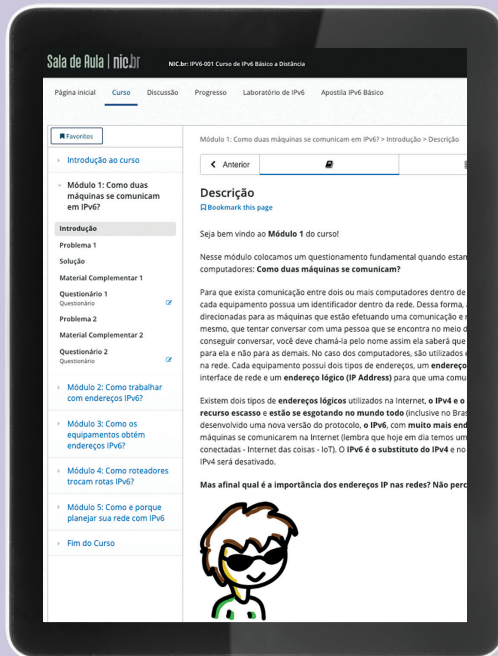 Sala de Aula | nic.br NIC.br: IPV6-001 Curso de IPv6 Básico a Distância
Página inicial Curso Discussão Progresso Laboratório de IPv6 Apostila IPv6 Básico
Favoritos
Introdução ao curso
Módulo 1: Como duas
máquinas se comunicam
em IPv6?
Introdução
Problema 1
Solução
Material Complementar 1
Questionário 1
Questionário
Problema 2
Material Complementar 2
Questionário 2
Questionário
Módulo 2: Como trabalhar
com endereços IPv6?
Módulo 3: Como os
equipamentos obtém
endereços IPv6?
Módulo 4: Como roteadores
trocam rotas IPv6?
Módulo 5: Como e porque
planejar sua rede com IPv6
Fim do Curso
Módulo 1: Como duas máquinas se comunicam em IPv6? > Introdução > Descrição
Anterior
Descrição
Bookmark this page
Seja bem vindo ao Módulo 1 do curso!
Nesse módulo colocamos um questionamento fundamental quando estan
computadores: Como duas máquinas se comunicam?
Para que exista comunicação entre dois ou mais computadores dentro de
cada equipamento possua um identificador dentro da rede. Dessa forma,
direcionadas para as máquinas que estão efetuando uma comunicação e
mesmo, que tentar conversar com uma pessoa que se encontra no meio d
conseguir conversar, você deve chamá-la pelo nome assim ela saberá que
para ela e não para as demais. No caso dos computadores, são utilizados
na rede. Cada equipamento possui dois tipos de endereços, um endereço
interface de rede e um endereço lógico (IP Address) para que uma comu
Existem dois tipos de endereços lógicos utilizados na Internet, o IPv4 e o
recurso escasso e estão se esgotando no mundo todo (inclusive no Bras
desenvolvido uma nova versão do protocolo, o IPv6, com muito mais end
máquinas se comunicarem na Internet (lembra que hoje em dia temos um
conectadas - Internet das coisas - IoT). O IPv6 é o substituto do IPv4 e no
IPv4 será desativado.
Mas afinal qual é a importância dos endereços IP nas redes? Não perc